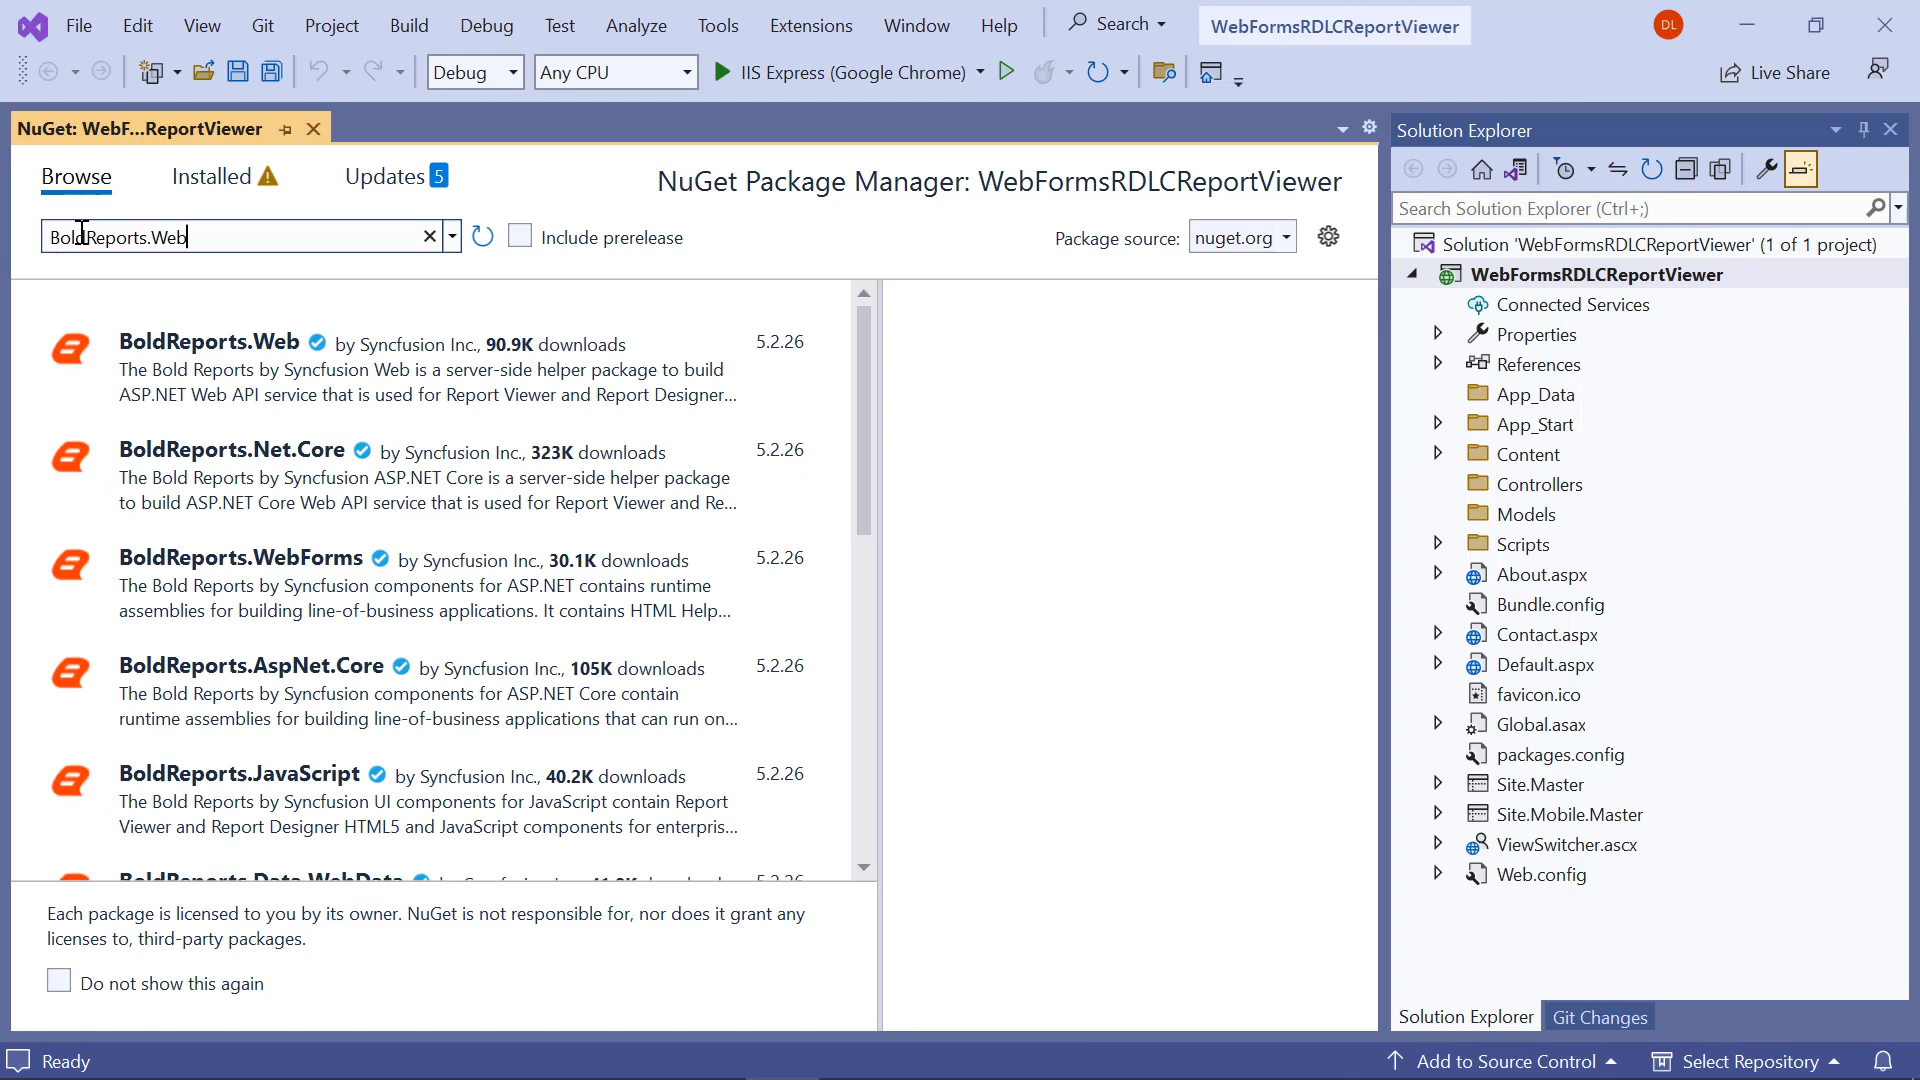 File Edit View Git Project Build Debug Test Analyze Tools Extensions Window Help Search WebFormsRDLCReportViewer DL
Debug Any CPU IIS Express (Google Chrome) Live Share
NuGet: WebF...ReportViewer
Browse Installed Updates 5 NuGet Package Manager: WebFormsRDLCReportViewer
BoldReports.Web Include prerelease Package source: nuget.org
BoldReports.Web by Syncfusion Inc., 90.9K downloads 5.2.26
The Bold Reports by Syncfusion Web is a server-side helper package to build
ASP.NET Web API service that is used for Report Viewer and Report Designer...
BoldReports.Net.Core by Syncfusion Inc., 323K downloads 5.2.26
The Bold Reports by Syncfusion ASP.NET Core is a server-side helper package
to build ASP.NET Core Web API service that is used for Report Viewer and Re...
BoldReports.WebForms by Syncfusion Inc., 30.1K downloads 5.2.26
The Bold Reports by Syncfusion components for ASP.NET contains runtime
assemblies for building line-of-business applications. It contains HTML Help...
BoldReports.AspNet.Core by Syncfusion Inc., 105K downloads 5.2.26
The Bold Reports by Syncfusion components for ASP.NET Core contain
runtime assemblies for building line-of-business applications that can run on...
BoldReports.JavaScript by Syncfusion Inc., 40.2K downloads 5.2.26
The Bold Reports by Syncfusion UI components for JavaScript contain Report
Viewer and Report Designer HTML5 and JavaScript components for enterpris...
BoldReports.Data.WebData 5.2.26
Each package is licensed to you by its owner. NuGet is not responsible for, nor does it grant any
licenses to, third-party packages.
Do not show this again
Solution Explorer
Search Solution Explorer (Ctrl+;)
Solution 'WebFormsRDLCReportViewer' (1 of 1 project)
WebFormsRDLCReportViewer
Connected Services
Properties
References
App_Data
App_Start
Content
Controllers
Models
Scripts
About.aspx
Bundle.config
Contact.aspx
Default.aspx
favicon.ico
Global.asax
packages.config
Site.Master
Site.Mobile.Master
ViewSwitcher.ascx
Web.config
Solution Explorer Git Changes
Ready Add to Source Control Select Repository